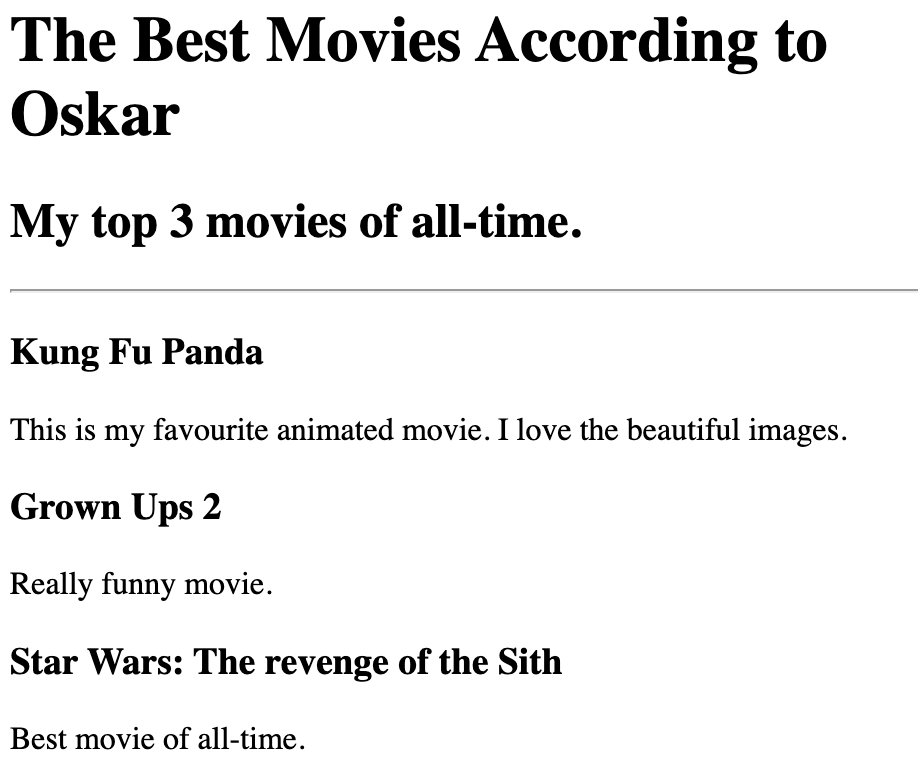 The Best Movies According to
Oskar
My top 3 movies of all-time.
Kung Fu Panda
This is my favourite animated movie. I love the beautiful images.
Grown Ups 2
Really funny movie.
Star Wars: The revenge of the Sith
Best movie of all-time.